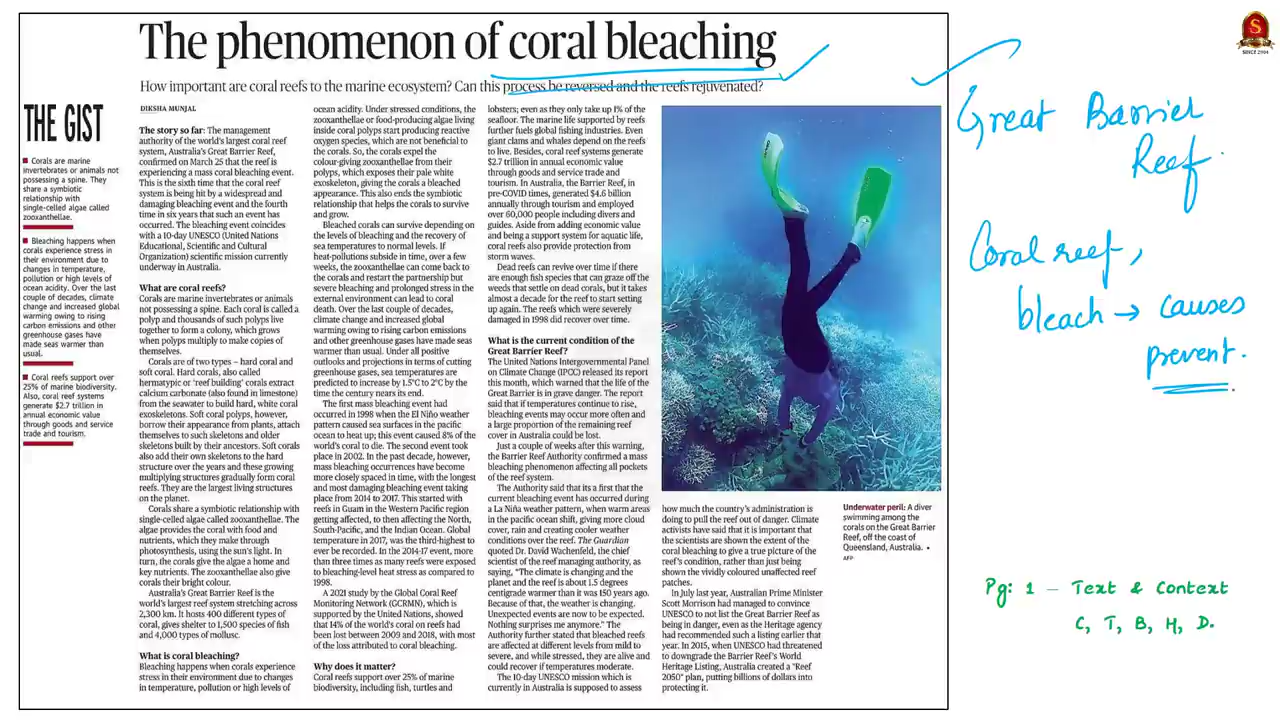 The phenomenon of coral bleaching
How important are coral reefs to the marine ecosystem? Can this process be reversed and the reefs rejuvenated?
THE GIST
Corals are marine
invertebrates or animals not
possessing a spine. They
share a symbiotic
relationship with
single-celled algae called
zooxanthellae.
Bleaching happens when
corals experience stress in
their environment due to
changes in temperature,
pollution or high levels of
ocean acidity. Over the last
couple of decades, climate
change and increased global
warming owing to rising
carbon emissions and other
greenhouse gases have
made seas warmer than
usual.
Coral reefs support over
25% of marine biodiversity.
Also, coral reef systems
generate $2.7 trillion in
annual economic value
through goods and service
trade and tourism.
DIKSHA MUNJAL
The story so far: The management
authority of the world's largest coral reef
system, Australia's Great Barrier Reef,
confirmed on March 25 that the reef is
experiencing a mass coral bleaching event.
This is the sixth time that the coral reef
system is being hit by a widespread and
damaging bleaching event and the fourth
time in six years that such an event has
occurred. The bleaching event coincides
with a 10-day UNESCO (United Nations
Educational, Scientific and Cultural
Organization) scientific mission currently
underway in Australia.
What are coral reefs?
Corals are marine invertebrates or animals
not possessing a spine. Each coral is called a
polyp and thousands of such polyps live
together to form a colony, which grows
when polyps multiply to make copies of
themselves.
Corals are of two types – hard coral and
soft coral. Hard corals, also called
hermatypic or 'reef building' corals extract
calcium carbonate (also found in limestone)
from the seawater to build hard, white coral
exoskeletons. Soft coral polyps, however,
borrow their appearance from plants, attach
themselves to such skeletons and older
skeletons built by their ancestors. Soft corals
also add their own skeletons to the hard
structure over the years and these growing
multiplying structures gradually form coral
reefs. They are the largest living structures
on the planet.
Corals share a symbiotic relationship with
single-celled algae called zooxanthellae. The
algae provides the coral with food and
nutrients, which they make through
photosynthesis, using the sun's light. In
turn, the corals give the algae a home and
key nutrients. The zooxanthellae also give
corals their bright colour.
Australia's Great Barrier Reef is the
world's largest reef system stretching across
2,300 km. It hosts 400 different types of
coral, gives shelter to 1,500 species of fish
and 4,000 types of mollusc.
What is coral bleaching?
Bleaching happens when corals experience
stress in their environment due to changes
in temperature, pollution or high levels of
ocean acidity. Under stressed conditions, the
zooxanthellae or food-producing algae living
inside coral polyps start producing reactive
oxygen species, which are not beneficial to
the corals. So, the corals expel the
colour-giving zooxanthellae from their
polyps, which exposes their pale white
exoskeleton, giving the corals a bleached
appearance. This also ends the symbiotic
relationship that helps the corals to survive
and grow.
Bleached corals can survive depending on
the levels of bleaching and the recovery of
sea temperatures to normal levels. If
heat-pollutions subside in time, over a few
weeks, the zooxanthellae can come back to
the corals and restart the partnership but
severe bleaching and prolonged stress in the
external environment can lead to coral
death. Over the last couple of decades,
climate change and increased global
warming owing to rising carbon emissions
and other greenhouse gases have made seas
warmer than usual. Under all positive
outlooks and projections in terms of cutting
greenhouse gases, sea temperatures are
predicted to increase by 1.5°C to 2°C by the
time the century nears its end.
The first mass bleaching event had
occurred in 1998 when the El Niño weather
pattern caused sea surfaces in the pacific
ocean to heat up; this event caused 8% of the
world's coral to die. The second event took
place in 2002. In the past decade, however,
mass bleaching occurrences have become
more closely spaced in time, with the longest
and most damaging bleaching event taking
place from 2014 to 2017. This started with
reefs in Guam in the Western Pacific region
getting affected, to then affecting the North,
South-Pacific, and the Indian Ocean. Global
temperature in 2017, was the third-highest to
ever be recorded. In the 2014-17 event, more
than three times as many reefs were exposed
to bleaching-level heat stress as compared to
1998.
A 2021 study by the Global Coral Reef
Monitoring Network (GCRMN), which is
supported by the United Nations, showed
that 14% of the world's coral on reefs had
been lost between 2009 and 2018, with most
of the loss attributed to coral bleaching.
Why does it matter?
Coral reefs support over 25% of marine
biodiversity, including fish, turtles and
lobsters; even as they only take up 1% of the
seafloor. The marine life supported by reefs
further fuels global fishing industries. Even
giant clams and whales depend on the reefs
to live. Besides, coral reef systems generate
$2.7 trillion in annual economic value
through goods and service trade and
tourism. In Australia, the Barrier Reef, in
pre-COVID times, generated $4.6 billion
annually through tourism and employed
over 60,000 people including divers and
guides. Aside from adding economic value
and being a support system for aquatic life,
coral reefs also provide protection from
storm waves.
Dead reefs can revive over time if there
are enough fish species that can graze off the
weeds that settle on dead corals, but it takes
almost a decade for the reef to start setting
up again. The reefs which were severely
damaged in 1998 did recover over time.
What is the current condition of the
Great Barrier Reef?
The United Nations Intergovernmental Panel
on Climate Change (IPCC) released its report
this month, which warned that the life of the
Great Barrier is in grave danger. The report
said that if temperatures continue to rise,
bleaching events may occur more often and
a large proportion of the remaining reef
cover in Australia could be lost.
Just a couple of weeks after this warning,
the Barrier Reef Authority confirmed a mass
bleaching phenomenon affecting all pockets
of the reef system.
The Authority said that its a first that the
current bleaching event has occurred during
a La Niña weather pattern, when warm areas
in the pacific ocean shift, giving more cloud
cover, rain and creating cooler weather
conditions over the reef. The Guardian
quoted Dr. David Wachenfeld, the chief
scientist of the reef managing authority, as
saying, "The climate is changing and the
planet and the reef is about 1.5 degrees
centigrade warmer than it was 150 years ago.
Because of that, the weather is changing.
Unexpected events are now to be expected.
Nothing surprises me anymore." The
Authority further stated that bleached reefs
are affected at different levels from mild to
severe, and while stressed, they are alive and
could recover if temperatures moderate.
The 10-day UNESCO mission which is
currently in Australia is supposed to assess
how much the country's administration is
doing to pull the reef out of danger. Climate
activists have said that it is important that
the scientists are shown the extent of the
coral bleaching to give a true picture of the
reef's condition, rather than just being
shown the vividly coloured unaffected reef
patches.
In July last year, Australian Prime Minister
Scott Morrison had managed to convince
UNESCO to not list the Great Barrier Reef as
being in danger, even as the Heritage agency
had recommended such a listing earlier that
year. In 2015, when UNESCO had threatened
to downgrade the Barrier Reef's World
Heritage Listing, Australia created a "Reef
2050" plan, putting billions of dollars into
protecting it.
Underwater peril: A diver
swimming among the
corals on the Great Barrier
Reef, off the coast of
Queensland, Australia. •
AFP
Great Barrier
Reef.
Coral reef,
bleach → causes
prevent.
Pg: 1 – Text & Context
C, T, B, H, D.
S
SINCE 2004